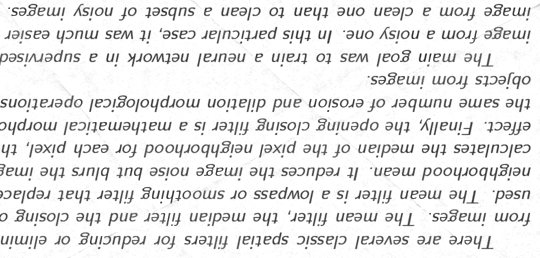 There are several classic spatial filters for reducing or elimin
from images. The mean filter, the median filter and the closing o
used. The mean filter is a lowpass or smoothing filter that replace
neighborhood mean. It reduces the image noise but blurs the imag
calculates the median of the pixel neighborhood for each pixel, th
effect. Finally, the opening closing filter is a mathematical morpho
the same number of erosion and dilation morphological operations
objects from images.
The main goal was to train a neural network in a supervised
image from a noisy one. In this particular case, it was much easier
image from a clean one than to clean a subset of noisy images.